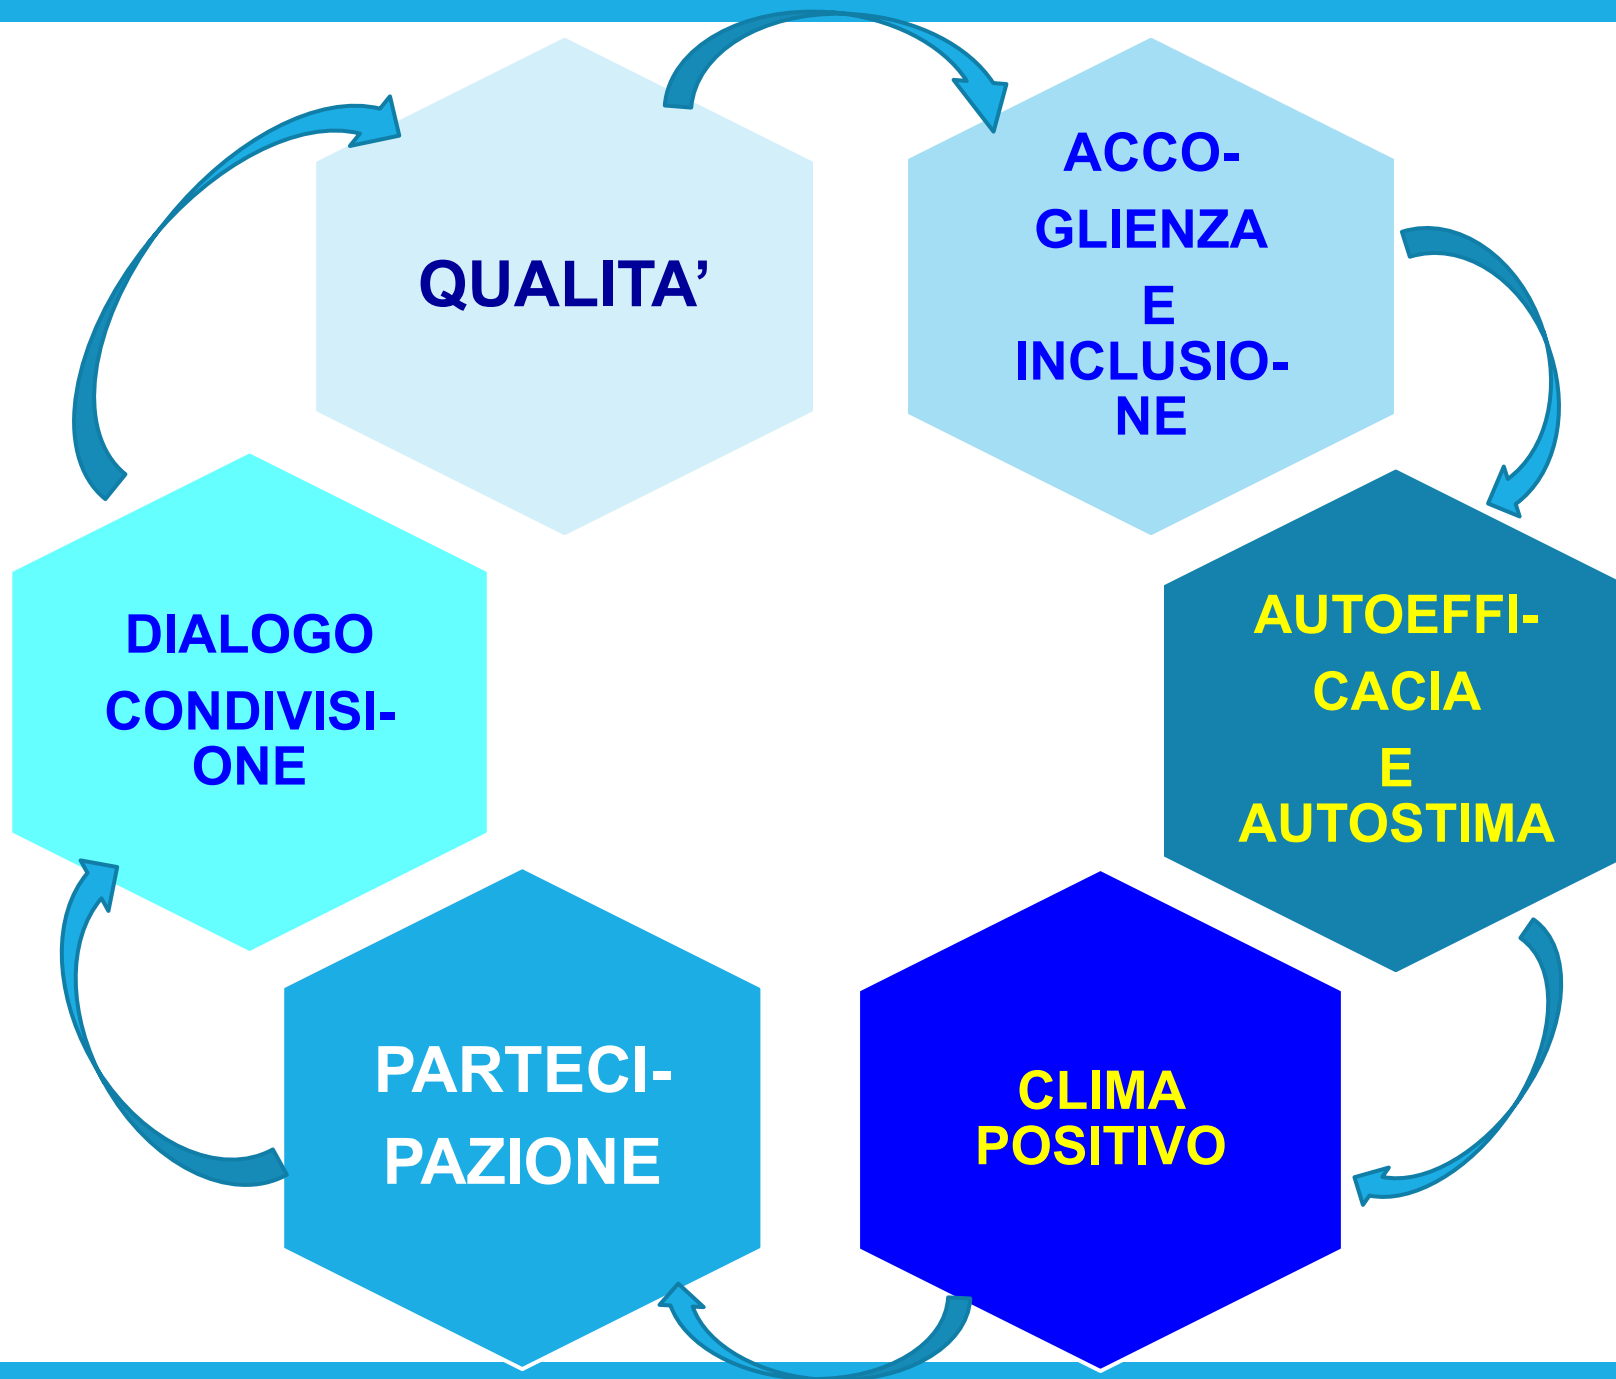 QUALITA’
ACCO-
GLIENZA
E
INCLUSIO-
NE
AUTOEFFI-
CACIA
E
AUTOSTIMA
CLIMA
POSITIVO
PARTECI-
PAZIONE
DIALOGO
CONDIVISI-
ONE